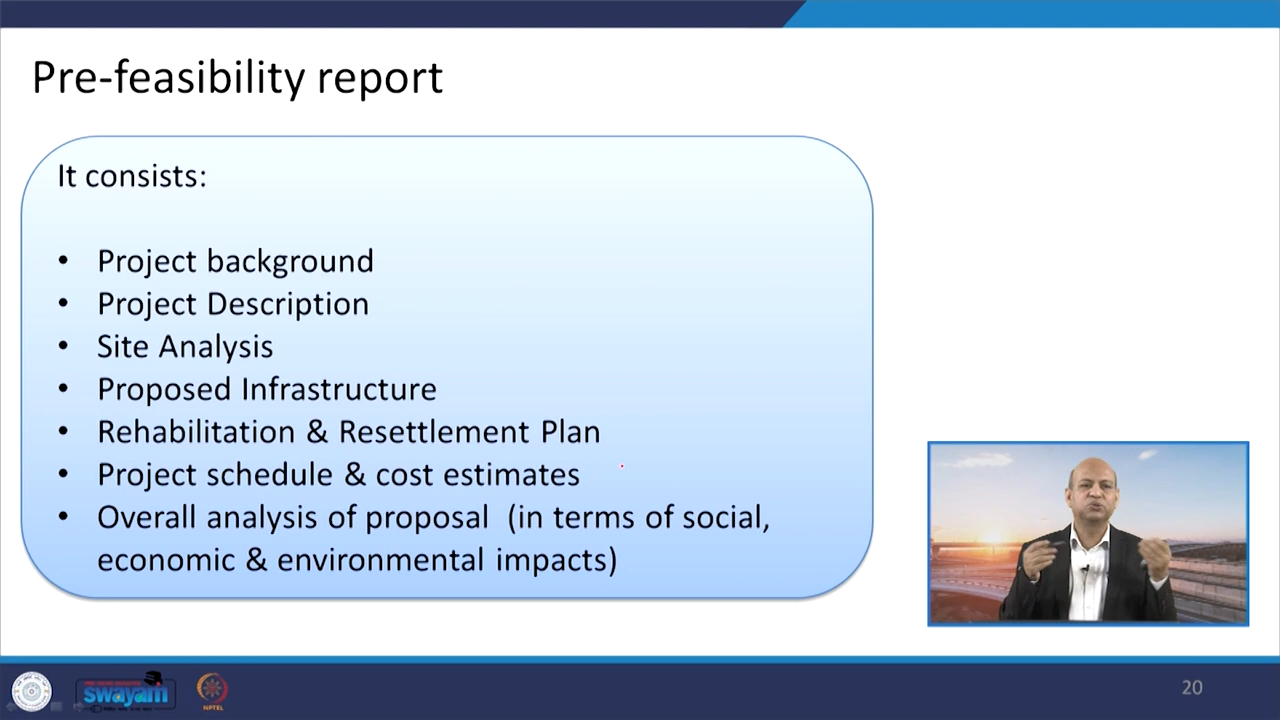 Pre-feasibility report
It consists:
• Project background
• Project Description
• Site Analysis
• Proposed Infrastructure
• Rehabilitation & Resettlement Plan
• Project schedule & cost estimates
• Overall analysis of proposal (in terms of social,
economic & environmental impacts)
swayam
NPTEL
20